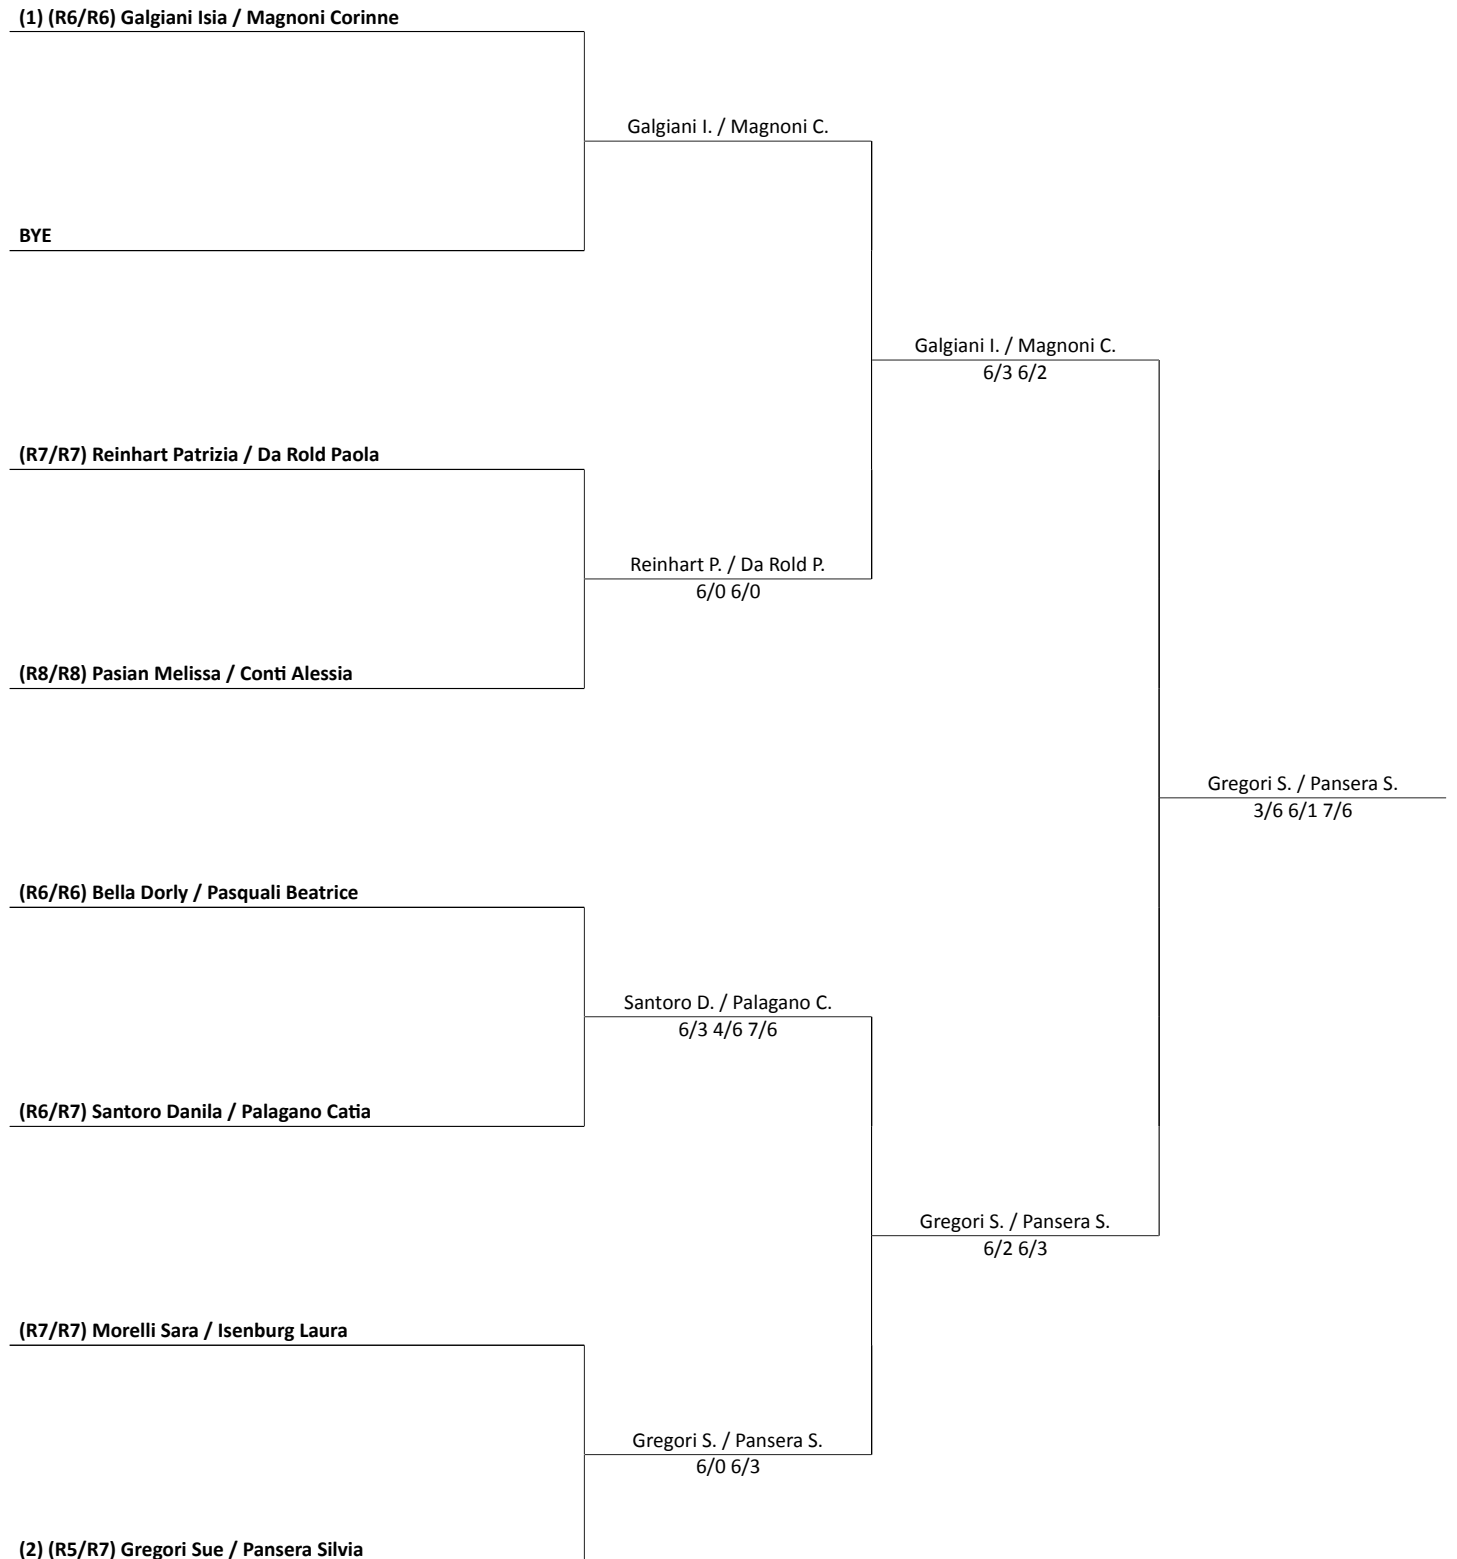 (1) (R6/R6) Galgiani Isia / Magnoni Corinne
Galgiani I. / Magnoni C.
BYE
Galgiani I. / Magnoni C.
6/3 6/2
(R7/R7) Reinhart Patrizia / Da Rold Paola
Reinhart P. / Da Rold P.
6/0 6/0
(R8/R8) Pasian Melissa / Conti Alessia
Gregori S. / Pansera S.
3/6 6/1 7/6
(R6/R6) Bella Dorly / Pasquali Beatrice
Santoro D. / Palagano C.
6/3 4/6 7/6
(R6/R7) Santoro Danila / Palagano Catia
Gregori S. / Pansera S.
6/2 6/3
(R7/R7) Morelli Sara / Isenburg Laura
Gregori S. / Pansera S.
6/0 6/3
(2) (R5/R7) Gregori Sue / Pansera Silvia